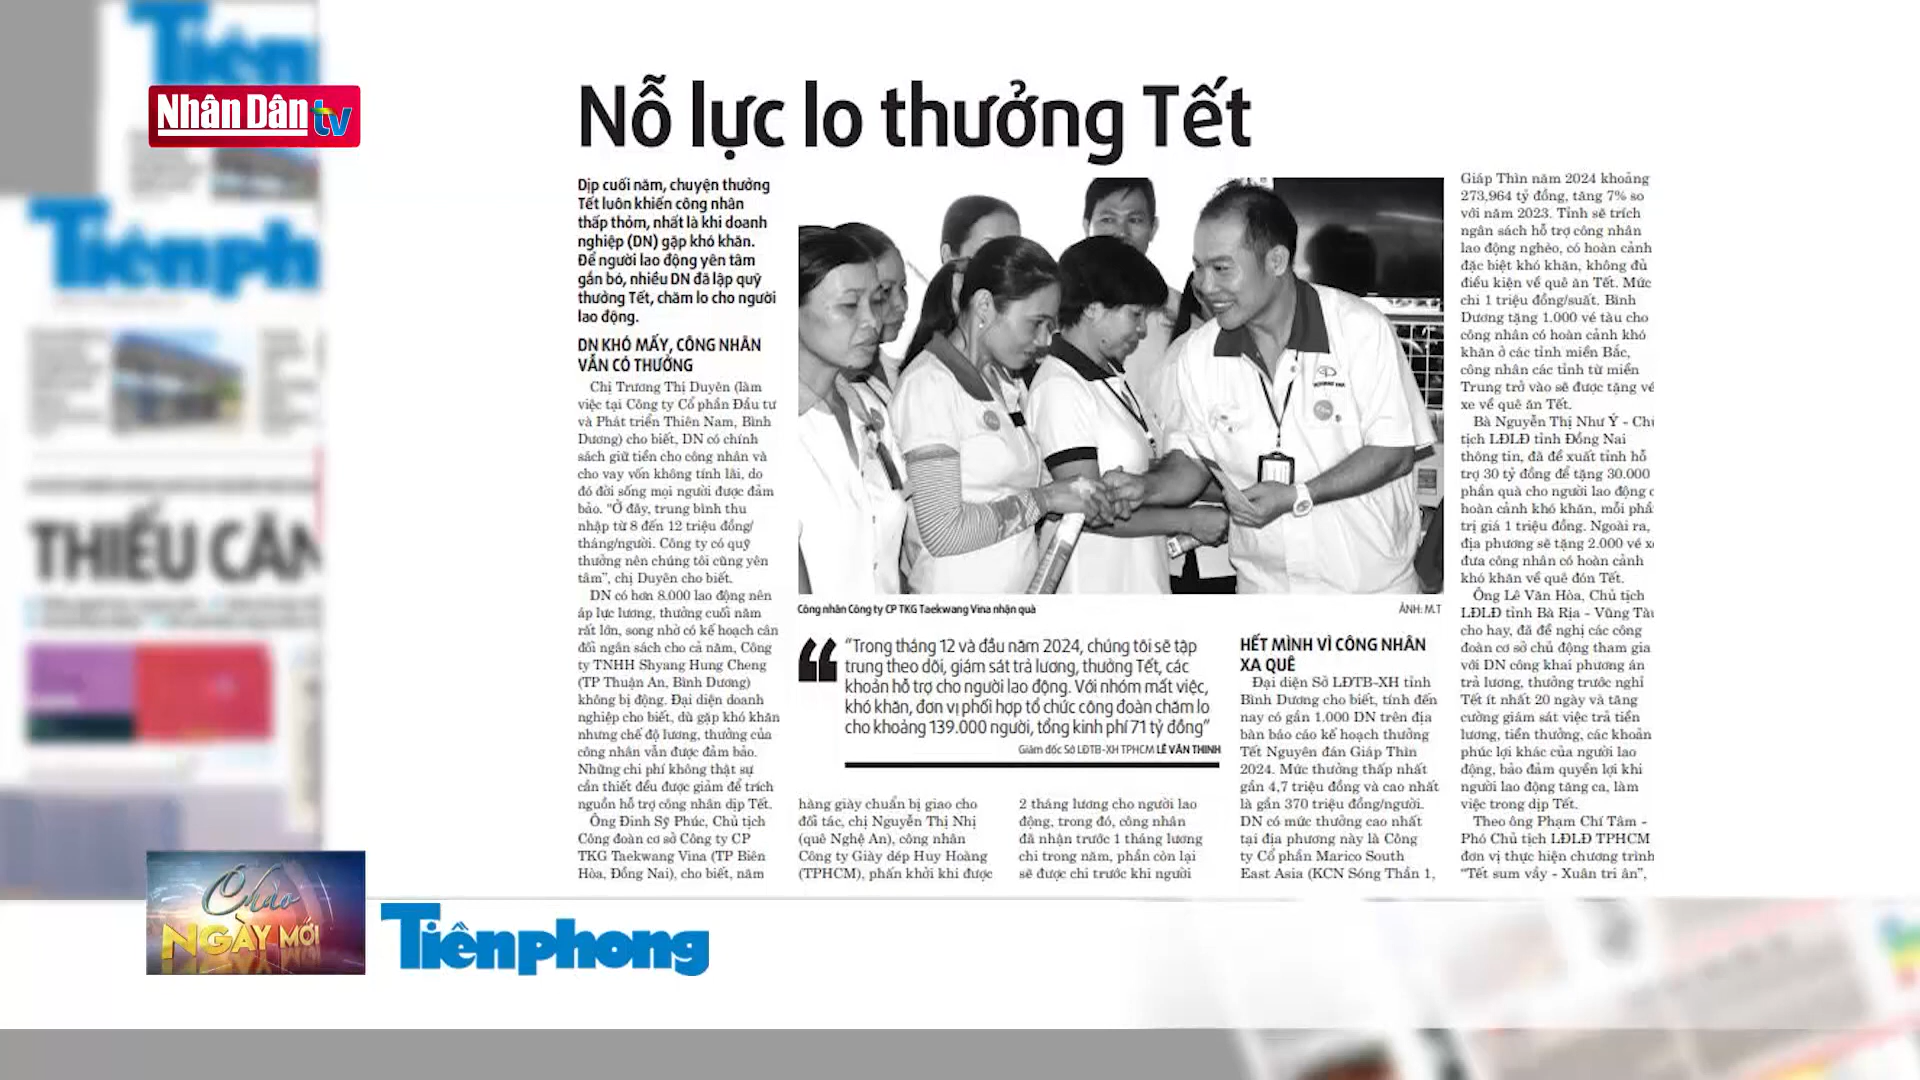 Tiên
Nhân Dân tv
Tiênph
THIẾU CĂN
Nỗ lực lo thưởng Tết
Dịp cuối năm, chuyện thưởng
Tết luôn khiến công nhân
thấp thỏm, nhất là khi doanh
nghiệp (DN) gặp khó khăn.
Để người lao động yên tâm
gắn bó, nhiều DN đã lập quỹ
thưởng Tết, chăm lo cho người
lao động.
DN KHÓ MẤY, CÔNG NHÂN
VẪN CÓ THƯỞNG
Chị Trương Thị Duyên (làm
việc tại Công ty Cổ phần Đầu tư
và Phát triển Thiên Nam, Bình
Dương) cho biết, DN có chính
sách giữ tiền cho công nhân và
cho vay vốn không tính lãi, do
đó đời sống mọi người được đảm
bảo. "Ở đây, trung bình thu
nhập từ 8 đến 12 triệu đồng/
tháng/người. Công ty có quỹ
thưởng nên chúng tôi cũng yên
tâm", chị Duyên cho biết.
DN có hơn 8.000 lao động nên
áp lực lương, thưởng cuối năm
rất lớn, song nhờ có kế hoạch cân
đối ngân sách cho cả năm, Công
ty TNHH Shyang Hung Cheng
(TP Thuận An, Bình Dương)
không bị động. Đại diện doanh
nghiệp cho biết, dù gặp khó khăn
nhưng chế độ lương, thưởng của
công nhân vẫn được đảm bảo.
Những chi phí không thật sự
cần thiết đều được giảm để trích
nguồn hỗ trợ công nhân dịp Tết.
Ông Đinh Sỹ Phúc, Chủ tịch
Công đoàn cơ sở Công ty CP
TKG Taekwang Vina (TP Biên
Hòa, Đồng Nai), cho biết, năm
Công nhân Công ty CP TKG Taekwang Vina nhận quà
ẢNH: M.T
"Trong tháng 12 và đầu năm 2024, chúng tôi sẽ tập
trung theo dõi, giám sát trả lương, thưởng Tết, các
khoản hỗ trợ cho người lao động. Với nhóm mất việc,
khó khăn, đơn vị phối hợp tổ chức công đoàn chăm lo
cho khoảng 139.000 người, tổng kinh phí 71 tỷ đồng"
Giám đốc Sở LĐTB-XH TPHCM LÊ VĂN THINH
hàng giày chuẩn bị giao cho
đối tác, chị Nguyễn Thị Nhị
(quê Nghệ An), công nhân
Công ty Giày dép Huy Hoàng
(TPHCM), phấn khởi khi được
2 tháng lương cho người lao
động, trong đó, công nhân
đã nhận trước 1 tháng lương
chi trong năm, phần còn lại
sẽ được chi trước khi người
HẾT MÌNH VÌ CÔNG NHÂN
XA QUÊ
Đại diện Sở LĐTB-XH tỉnh
Bình Dương cho biết, tính đến
nay có gần 1.000 DN trên địa
bàn báo cáo kế hoạch thưởng
Tết Nguyên đán Giáp Thìn
2024. Mức thưởng thấp nhất
gần 4,7 triệu đồng và cao nhất
là gần 370 triệu đồng/người.
DN có mức thưởng cao nhất
tại địa phương này là Công
ty Cổ phần Marico South
East Asia (KCN Sóng Thần 1,
Giáp Thìn năm 2024 khoảng
273,964 tỷ đồng, tăng 7% so
với năm 2023. Tỉnh sẽ trích
ngân sách hỗ trợ công nhân
lao động nghèo, có hoàn cảnh
đặc biệt khó khăn, không đủ
điều kiện về quê ăn Tết. Mức
chi 1 triệu đồng/suất. Bình
Dương tặng 1.000 vé tàu cho
công nhân có hoàn cảnh khó
khăn ở các tỉnh miền Bắc,
công nhân các tỉnh từ miền
Trung trở vào sẽ được tặng vé
xe về quê ăn Tết.
Bà Nguyễn Thị Như Ý - Chủ
tịch LĐLĐ tỉnh Đồng Nai
thông tin, đã đề xuất tỉnh hỗ
trợ 30 tỷ đồng để tặng 30.000
phần quà cho người lao động c
hoàn cảnh khó khăn, mỗi phầ
trị giá 1 triệu đồng. Ngoài ra,
địa phương sẽ tặng 2.000 vé x
đưa công nhân có hoàn cảnh
khó khăn về quê đón Tết.
Ông Lê Văn Hòa, Chủ tịch
LĐLĐ tỉnh Bà Rịa - Vũng Tàu
cho hay, đã đề nghị các công
đoàn cơ sở chủ động tham gia
với DN công khai phương án
trả lương, thưởng trước nghỉ
Tết ít nhất 20 ngày và tăng
cường giám sát việc trả tiền
lương, tiền thưởng, các khoản
phúc lợi khác của người lao
động, bảo đảm quyền lợi khi
người lao động tăng ca, làm
việc trong dịp Tết.
Theo ông Phạm Chí Tâm -
Phó Chủ tịch LĐLĐ TPHCM
đơn vị thực hiện chương trình
"Tết sum vầy - Xuân tri ân",
Chào
NGÀY MỚI
Tiênphong